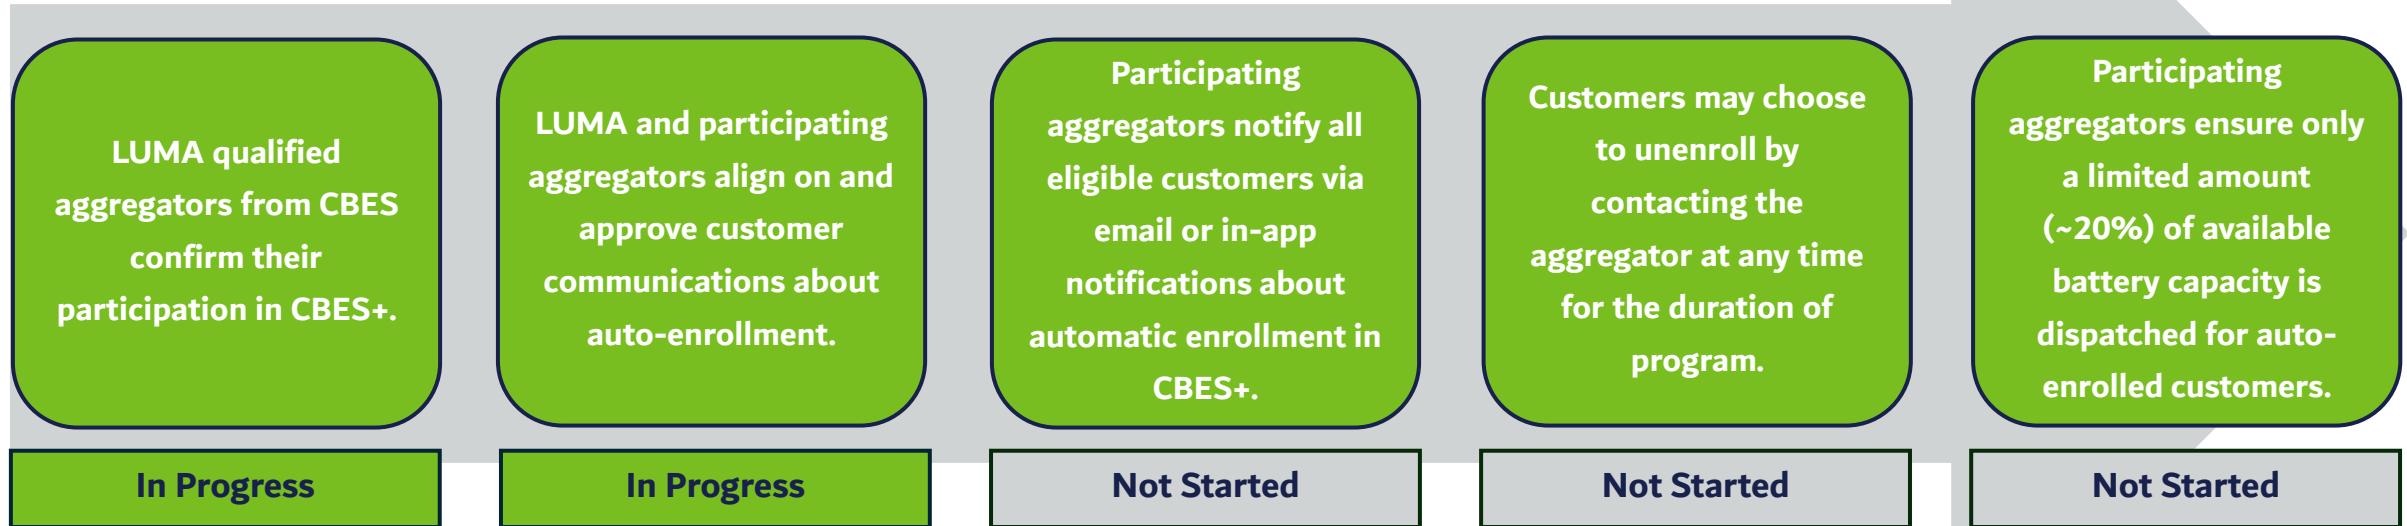 LUMA qualified
aggregators from CBES
confirm their
participation in CBES+.
In Progress
LUMA and participating
aggregators align on and
approve customer
communications about
auto-enrollment.
In Progress
Participating
aggregators notify all
eligible customers via
email or in-app
notifications about
automatic enrollment in
CBES+.
Not Started
Customers may choose
to unenroll by
contacting the
aggregator at any time
for the duration of
program.
Not Started
Participating
aggregators ensure only
a limited amount
(~20%) of available
battery capacity is
dispatched for auto-
enrolled customers.
Not Started